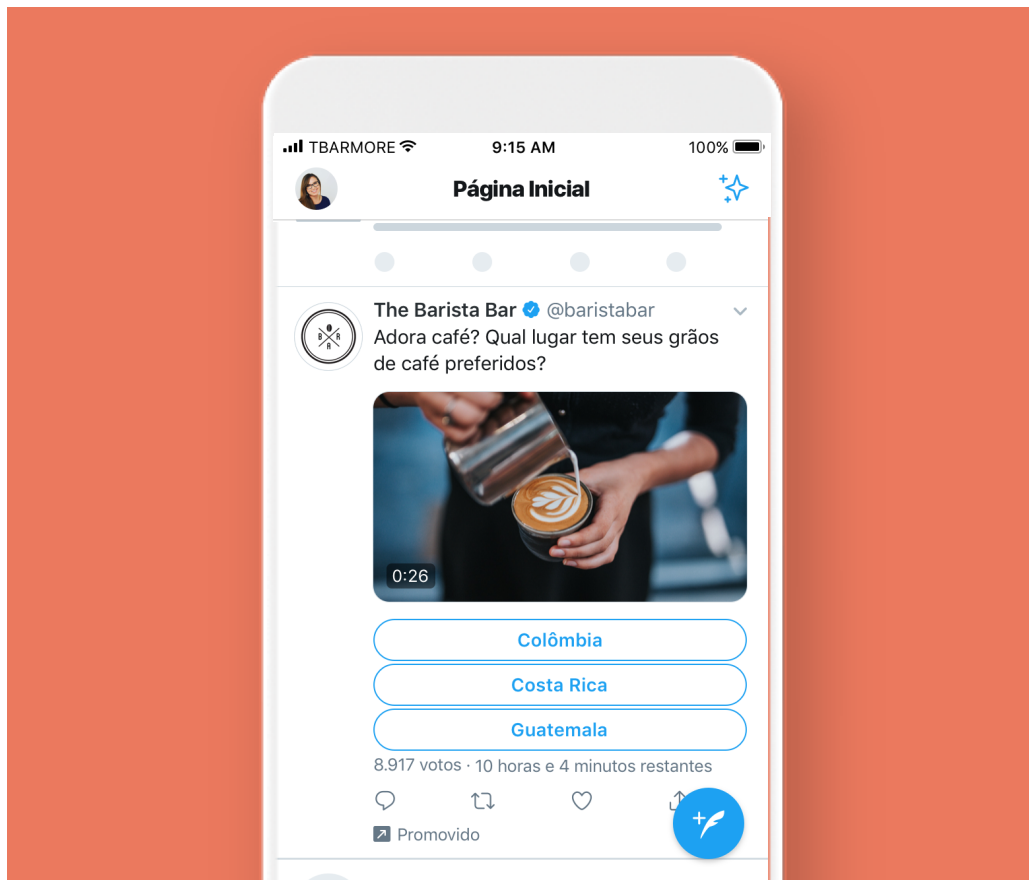 TBARMORE 9:15 AM 100%
Página Inicial
The Barista Bar @baristabar
Adora café? Qual lugar tem seus grãos
de café preferidos?
B R
A
0:26
Colômbia
Costa Rica
Guatemala
8.917 votos · 10 horas e 4 minutos restantes
Promovido